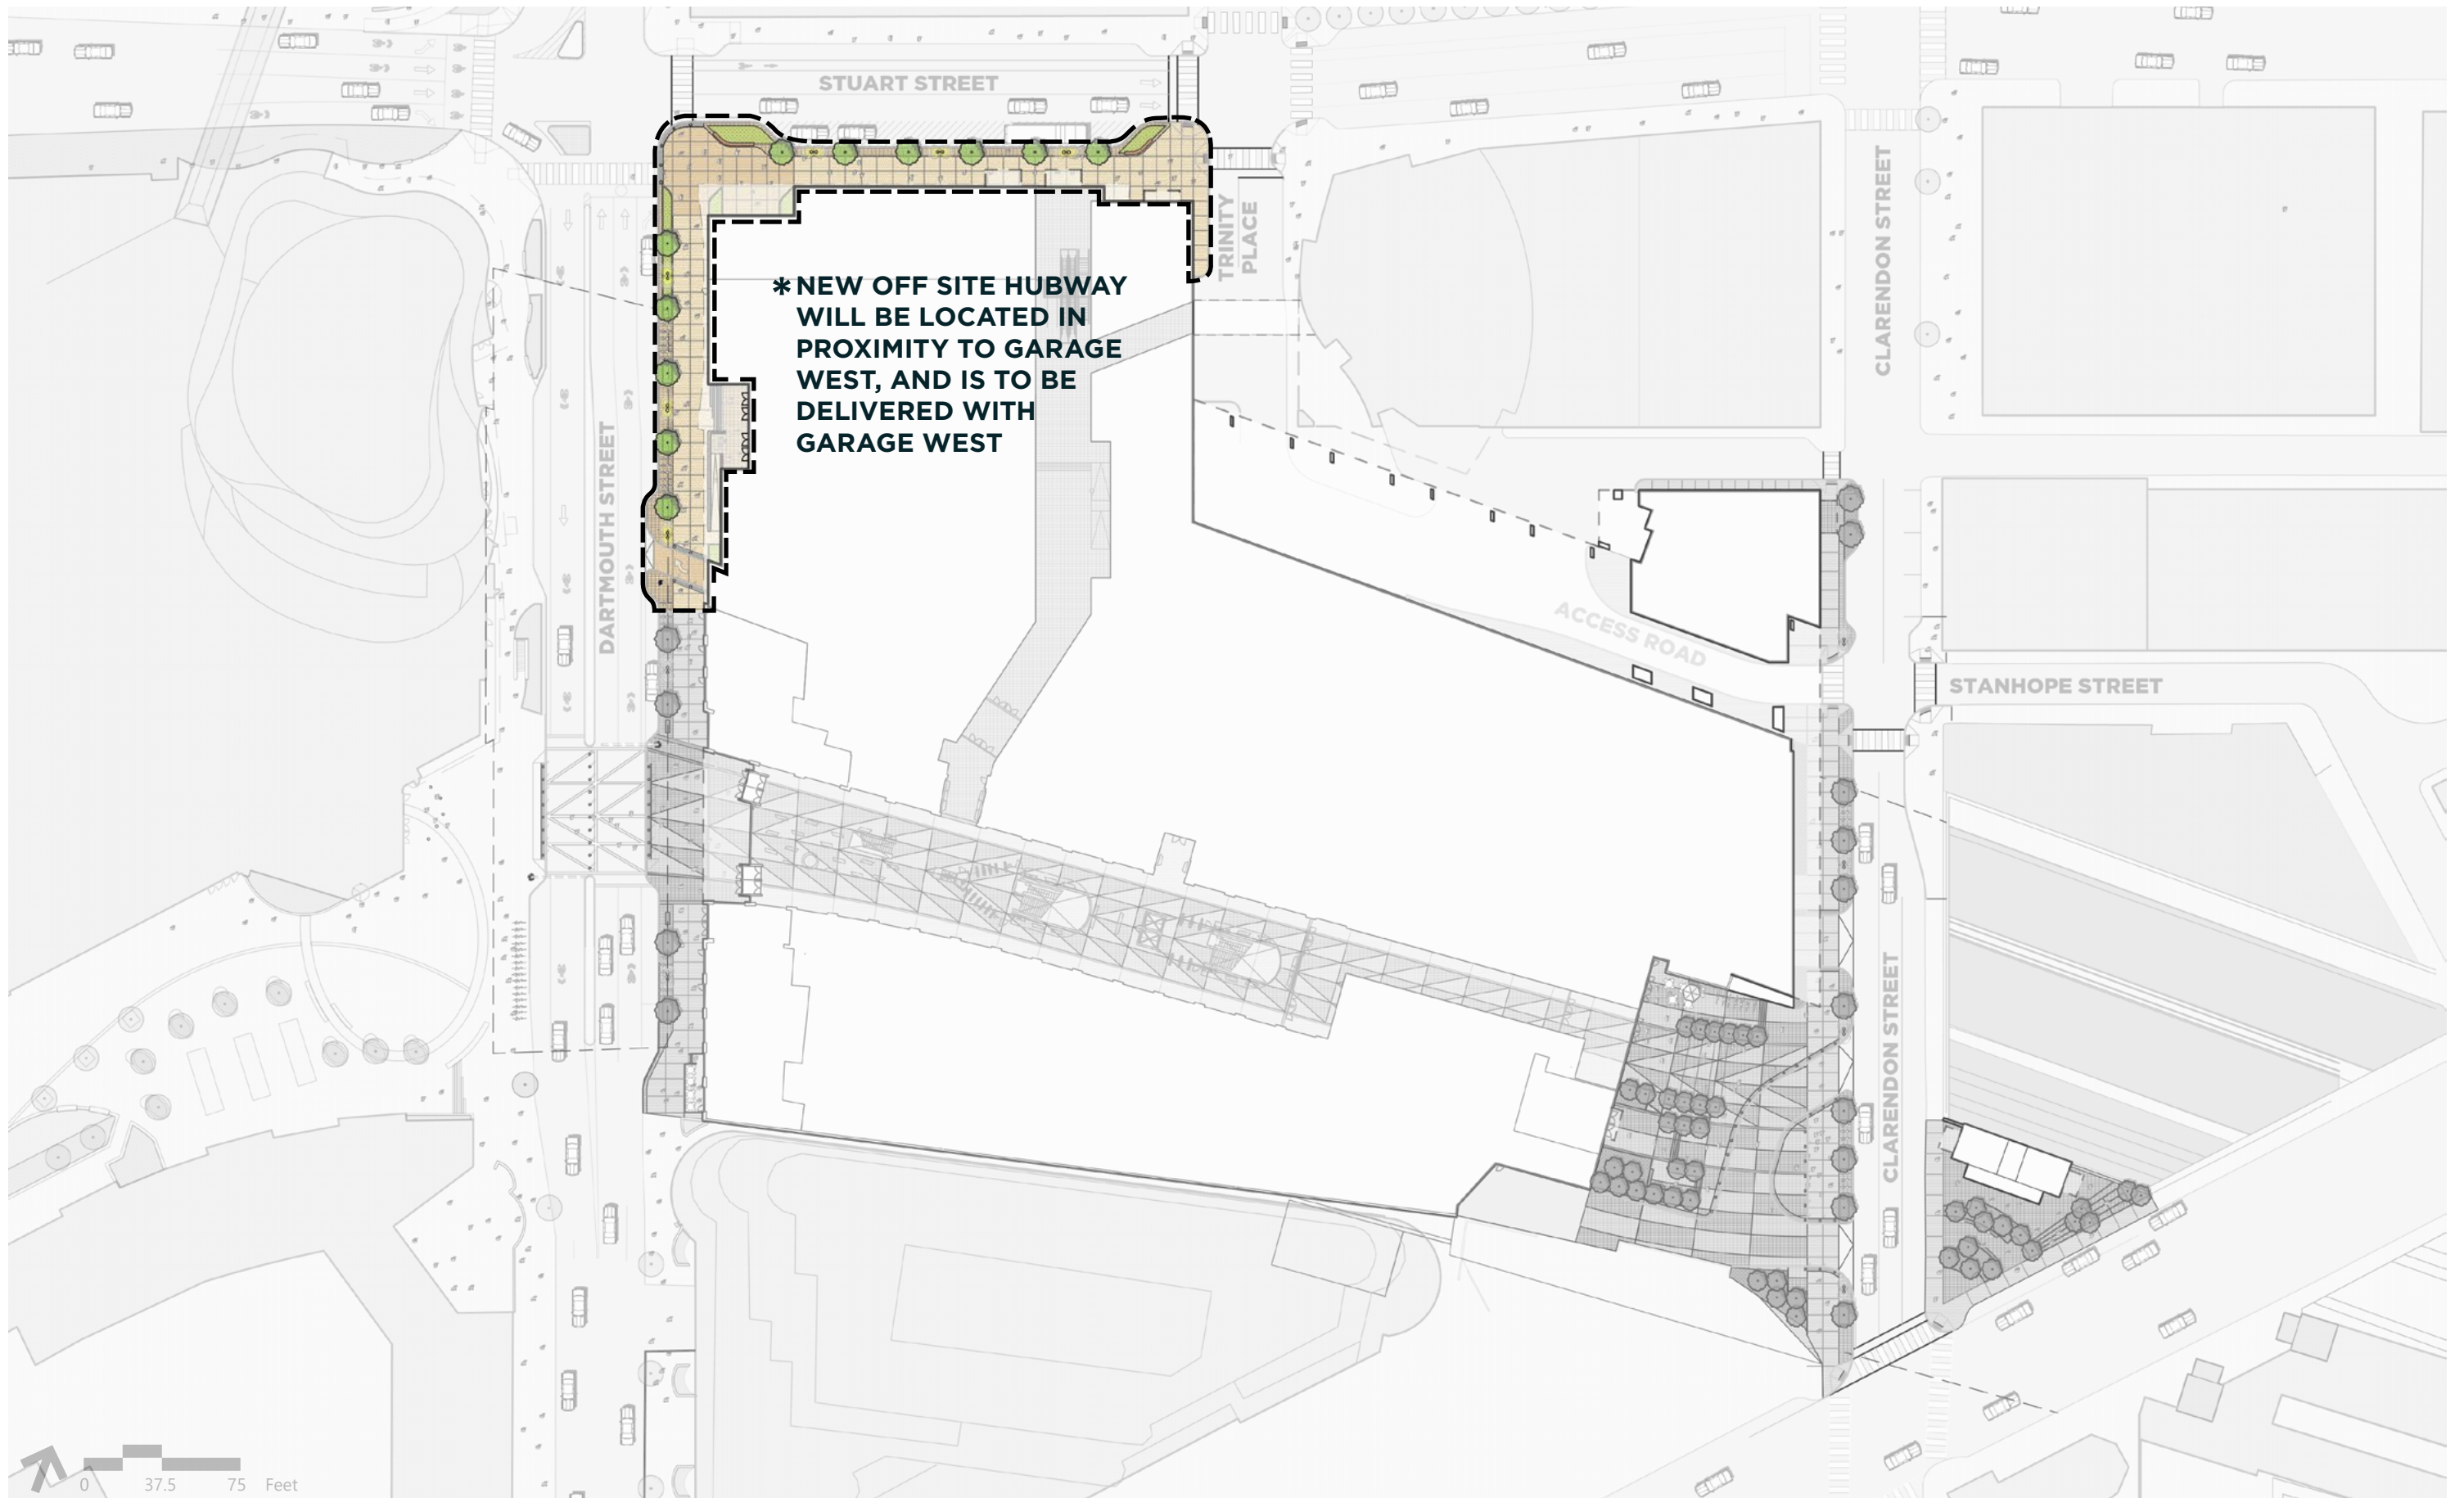 STUART STREET
TRINITY
PLACE
CLARENDON STREET
* NEW OFF SITE HUBWAY
WILL BE LOCATED IN
PROXIMITY TO GARAGE
WEST, AND IS TO BE
DELIVERED WITH
GARAGE WEST
DARTMOUTH STREET
ACCESS ROAD
STANHOPE STREET
CLARENDON STREET
0 37.5 75 Feet